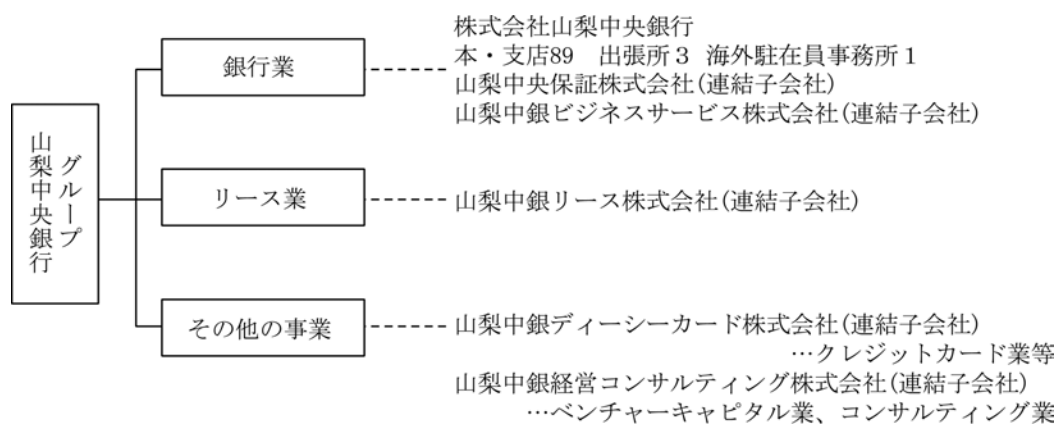 山梨中央銀行
グループ
銀行業
株式会社山梨中央銀行
本・支店89 出張所3 海外駐在員事務所1
山梨中央保証株式会社(連結子会社)
山梨中銀ビジネスサービス株式会社(連結子会社)
リース業
山梨中銀リース株式会社(連結子会社)
その他の事業
山梨中銀ディーシーカード株式会社(連結子会社)
…クレジットカード業等
山梨中銀経営コンサルティング株式会社(連結子会社)
…ベンチャーキャピタル業、コンサルティング業